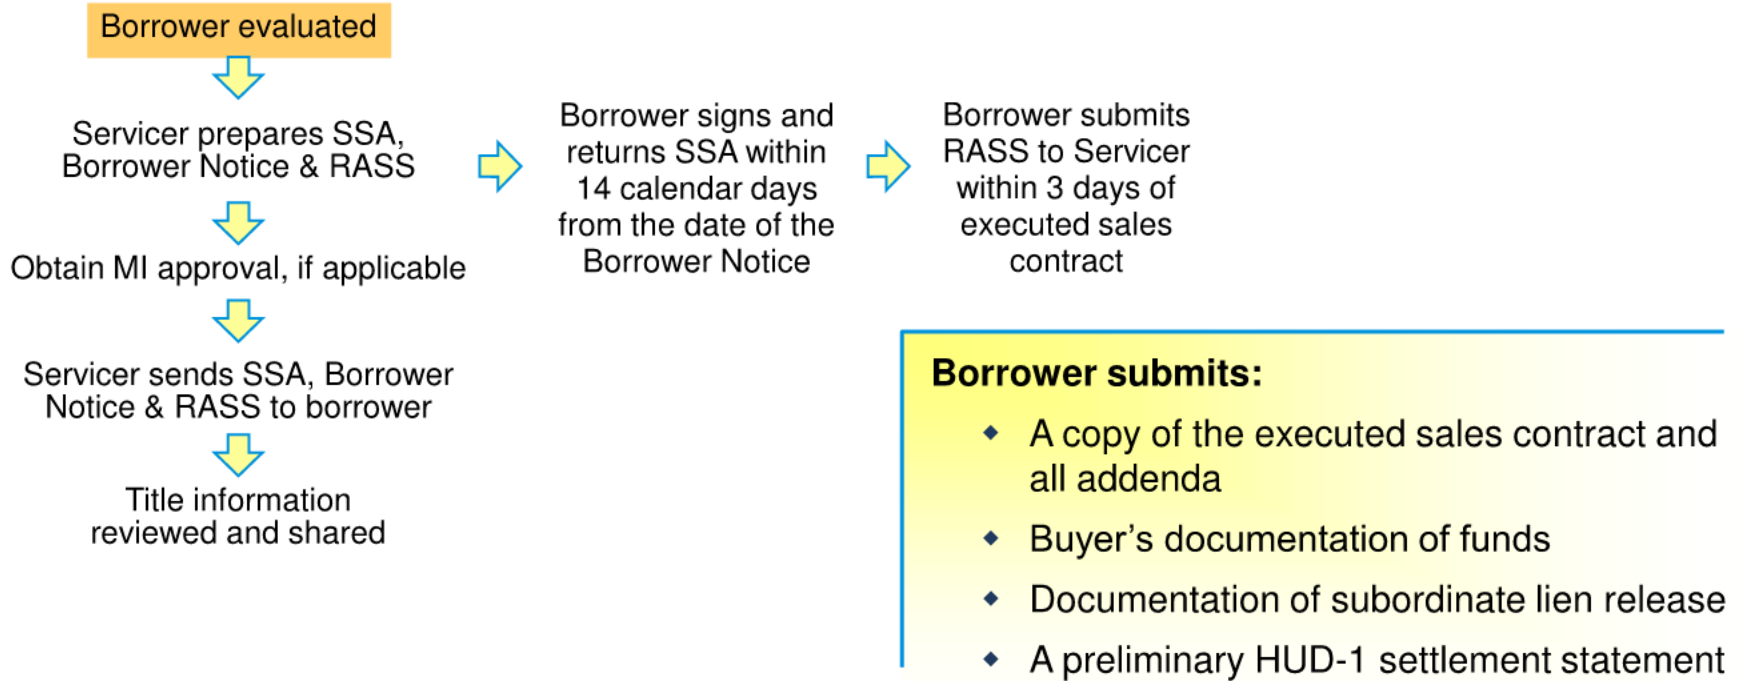 Borrower evaluated
Servicer prepares SSA,
Borrower Notice & RASS
Obtain MI approval, if applicable
Servicer sends SSA, Borrower
Notice & RASS to borrower
Title information
reviewed and shared
Borrower signs and
returns SSA within
14 calendar days
from the date of the
Borrower Notice
Borrower submits
RASS to Servicer
within 3 days of
executed sales
contract
Borrower submits:
A copy of the executed sales contract and
all addenda
Buyer’s documentation of funds
Documentation of subordinate lien release
A preliminary HUD-1 settlement statement